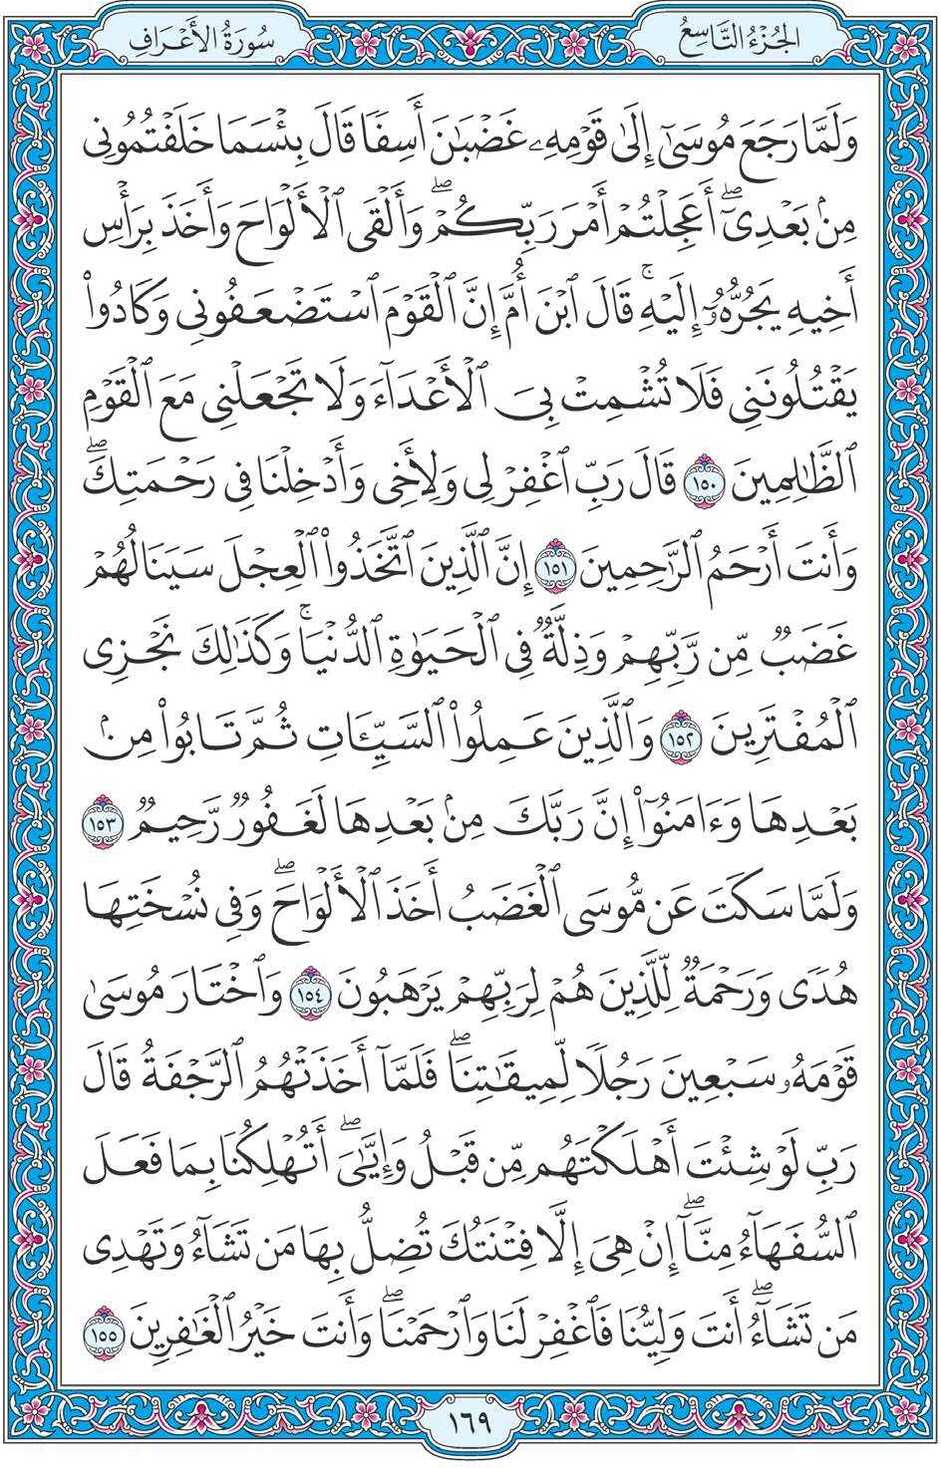 الجُزْءُ التَّاسِعُ
سُورَةُ الأَعْرَافِ
وَلَمَّا رَجَعَ مُوسَىٰٓ إِلَىٰ قَوْمِهِۦ غَضْبَٰنَ أَسِفٗا قَالَ بِئْسَمَا خَلَفْتُمُونِي
مِنۢ بَعْدِيٓۖ أَعَجِلْتُمْ أَمْرَ رَبِّكُمْۖ وَأَلْقَى ٱلْأَلْوَاحَ وَأَخَذَ بِرَأْسِ
أَخِيهِ يَجُرُّهُۥٓ إِلَيْهِۚ قَالَ ٱبْنَ أُمَّ إِنَّ ٱلْقَوْمَ ٱسْتَضْعَفُونِي وَكَادُواْ
يَقْتُلُونَنِي فَلَا تُشْمِتْ بِيَ ٱلْأَعْدَآءَ وَلَا تَجْعَلْنِي مَعَ ٱلْقَوْمِ
ٱلظَّٰلِمِينَ ١٥٠ قَالَ رَبِّ ٱغْفِرْ لِي وَلِأَخِي وَأَدْخِلْنَا فِي رَحْمَتِكَۖ
وَأَنتَ أَرْحَمُ ٱلرَّٰحِمِينَ ١٥١ إِنَّ ٱلَّذِينَ ٱتَّخَذُواْ ٱلْعِجْلَ سَيَنَالُهُمْ
غَضَبٞ مِّن رَّبِّهِمْ وَذِلَّةٞ فِي ٱلْحَيَوٰةِ ٱلدُّنْيَاۚ وَكَذَٰلِكَ نَجْزِي
ٱلْمُفْتَرِينَ ١٥٢ وَٱلَّذِينَ عَمِلُواْ ٱلسَّيِّـَٔاتِ ثُمَّ تَابُواْ مِنۢ
بَعْدِهَا وَءَامَنُوٓاْ إِنَّ رَبَّكَ مِنۢ بَعْدِهَا لَغَفُورٞ رَّحِيمٞ ١٥٣
وَلَمَّا سَكَتَ عَن مُّوسَى ٱلْغَضَبُ أَخَذَ ٱلْأَلْوَاحَۖ وَفِي نُسْخَتِهَا
هُدٗى وَرَحْمَةٞ لِّلَّذِينَ هُمْ لِرَبِّهِمْ يَرْهَبُونَ ١٥٤ وَٱخْتَارَ مُوسَىٰ
قَوْمَهُۥ سَبْعِينَ رَجُلٗا لِّمِيقَٰتِنَاۖ فَلَمَّآ أَخَذَتْهُمُ ٱلرَّجْفَةُ قَالَ
رَبِّ لَوْ شِئْتَ أَهْلَكْتَهُم مِّن قَبْلُ وَإِيَّٰيَۖ أَتُهْلِكُنَا بِمَا فَعَلَ
ٱلسُّفَهَآءُ مِنَّآۖ إِنْ هِيَ إِلَّا فِتْنَتُكَ تُضِلُّ بِهَا مَن تَشَآءُ وَتَهْدِي
مَن تَشَآءُۖ أَنتَ وَلِيُّنَا فَٱغْفِرْ لَنَا وَٱرْحَمْنَاۖ وَأَنتَ خَيْرُ ٱلْغَٰفِرِينَ ١٥٥
١٦٩